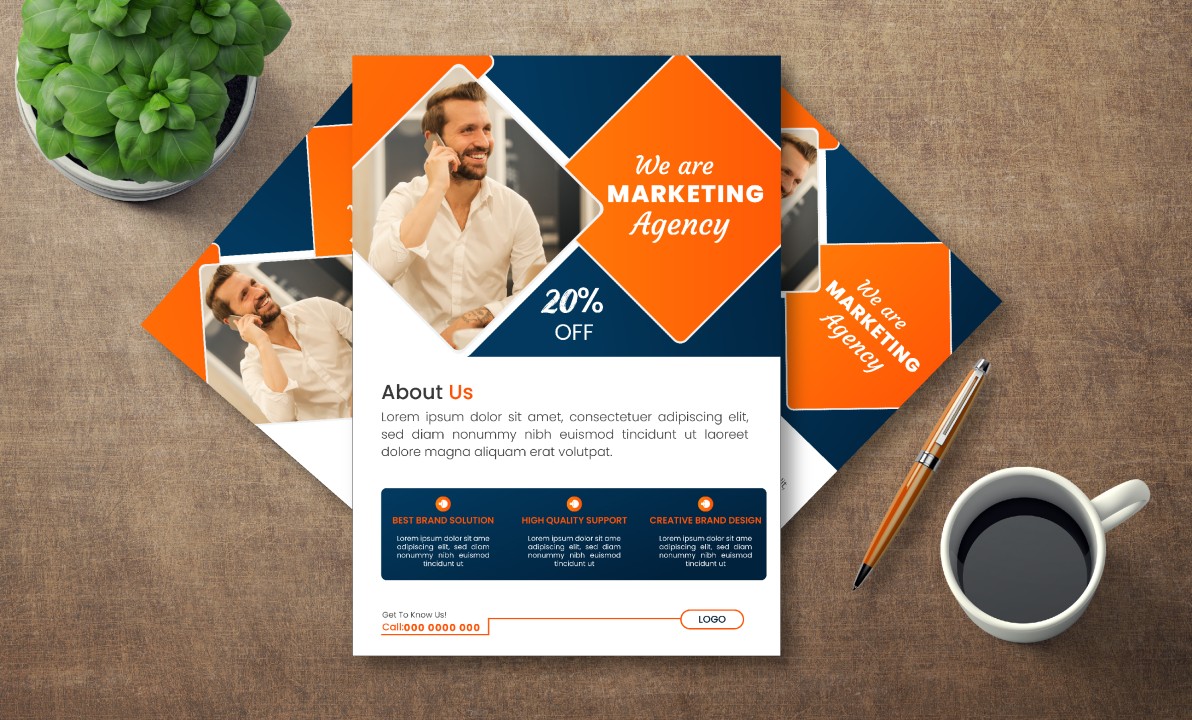 We are
MARKETING
Agency
20%
OFF
About Us
Lorem ipsum dolor sit amet, consectetuer adipiscing elit,
sed diam nonummy nibh euismod tincidunt ut laoreet
dolore magna aliquam erat volutpat.
BEST BRAND SOLUTION
Lorem ipsum dolor sit ame
adipiscing elit, sed diam
nonummy nibh euismod
tincidunt ut
HIGH QUALITY SUPPORT
Lorem ipsum dolor sit ame
adipiscing elit, sed diam
nonummy nibh euismod
tincidunt ut
CREATIVE BRAND DESIGN
Lorem ipsum dolor sit ame
adipiscing elit, sed diam
nonummy nibh euismod
tincidunt ut
Get To Know Us!
Call:000 0000 000
LOGO
We are
MARKETING
Agency